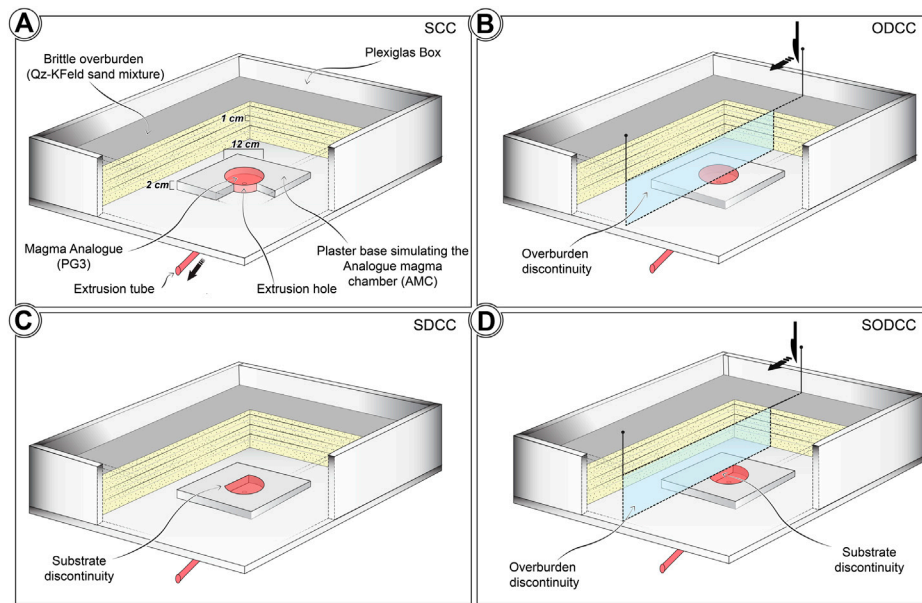 A
SCC
Brittle overburden
(Qz-KFeld sand mixture)
Plexiglas Box
1 cm
12 cm
2 cm
Magma Analogue
(PG3)
Extrusion tube
Extrusion hole
Plaster base simulating the
Analogue magma
chamber (AMC)
B
ODCC
Overburden
discontinuity
C
SDCC
Substrate
discontinuity
D
SODCC
Overburden
discontinuity
Substrate
discontinuity